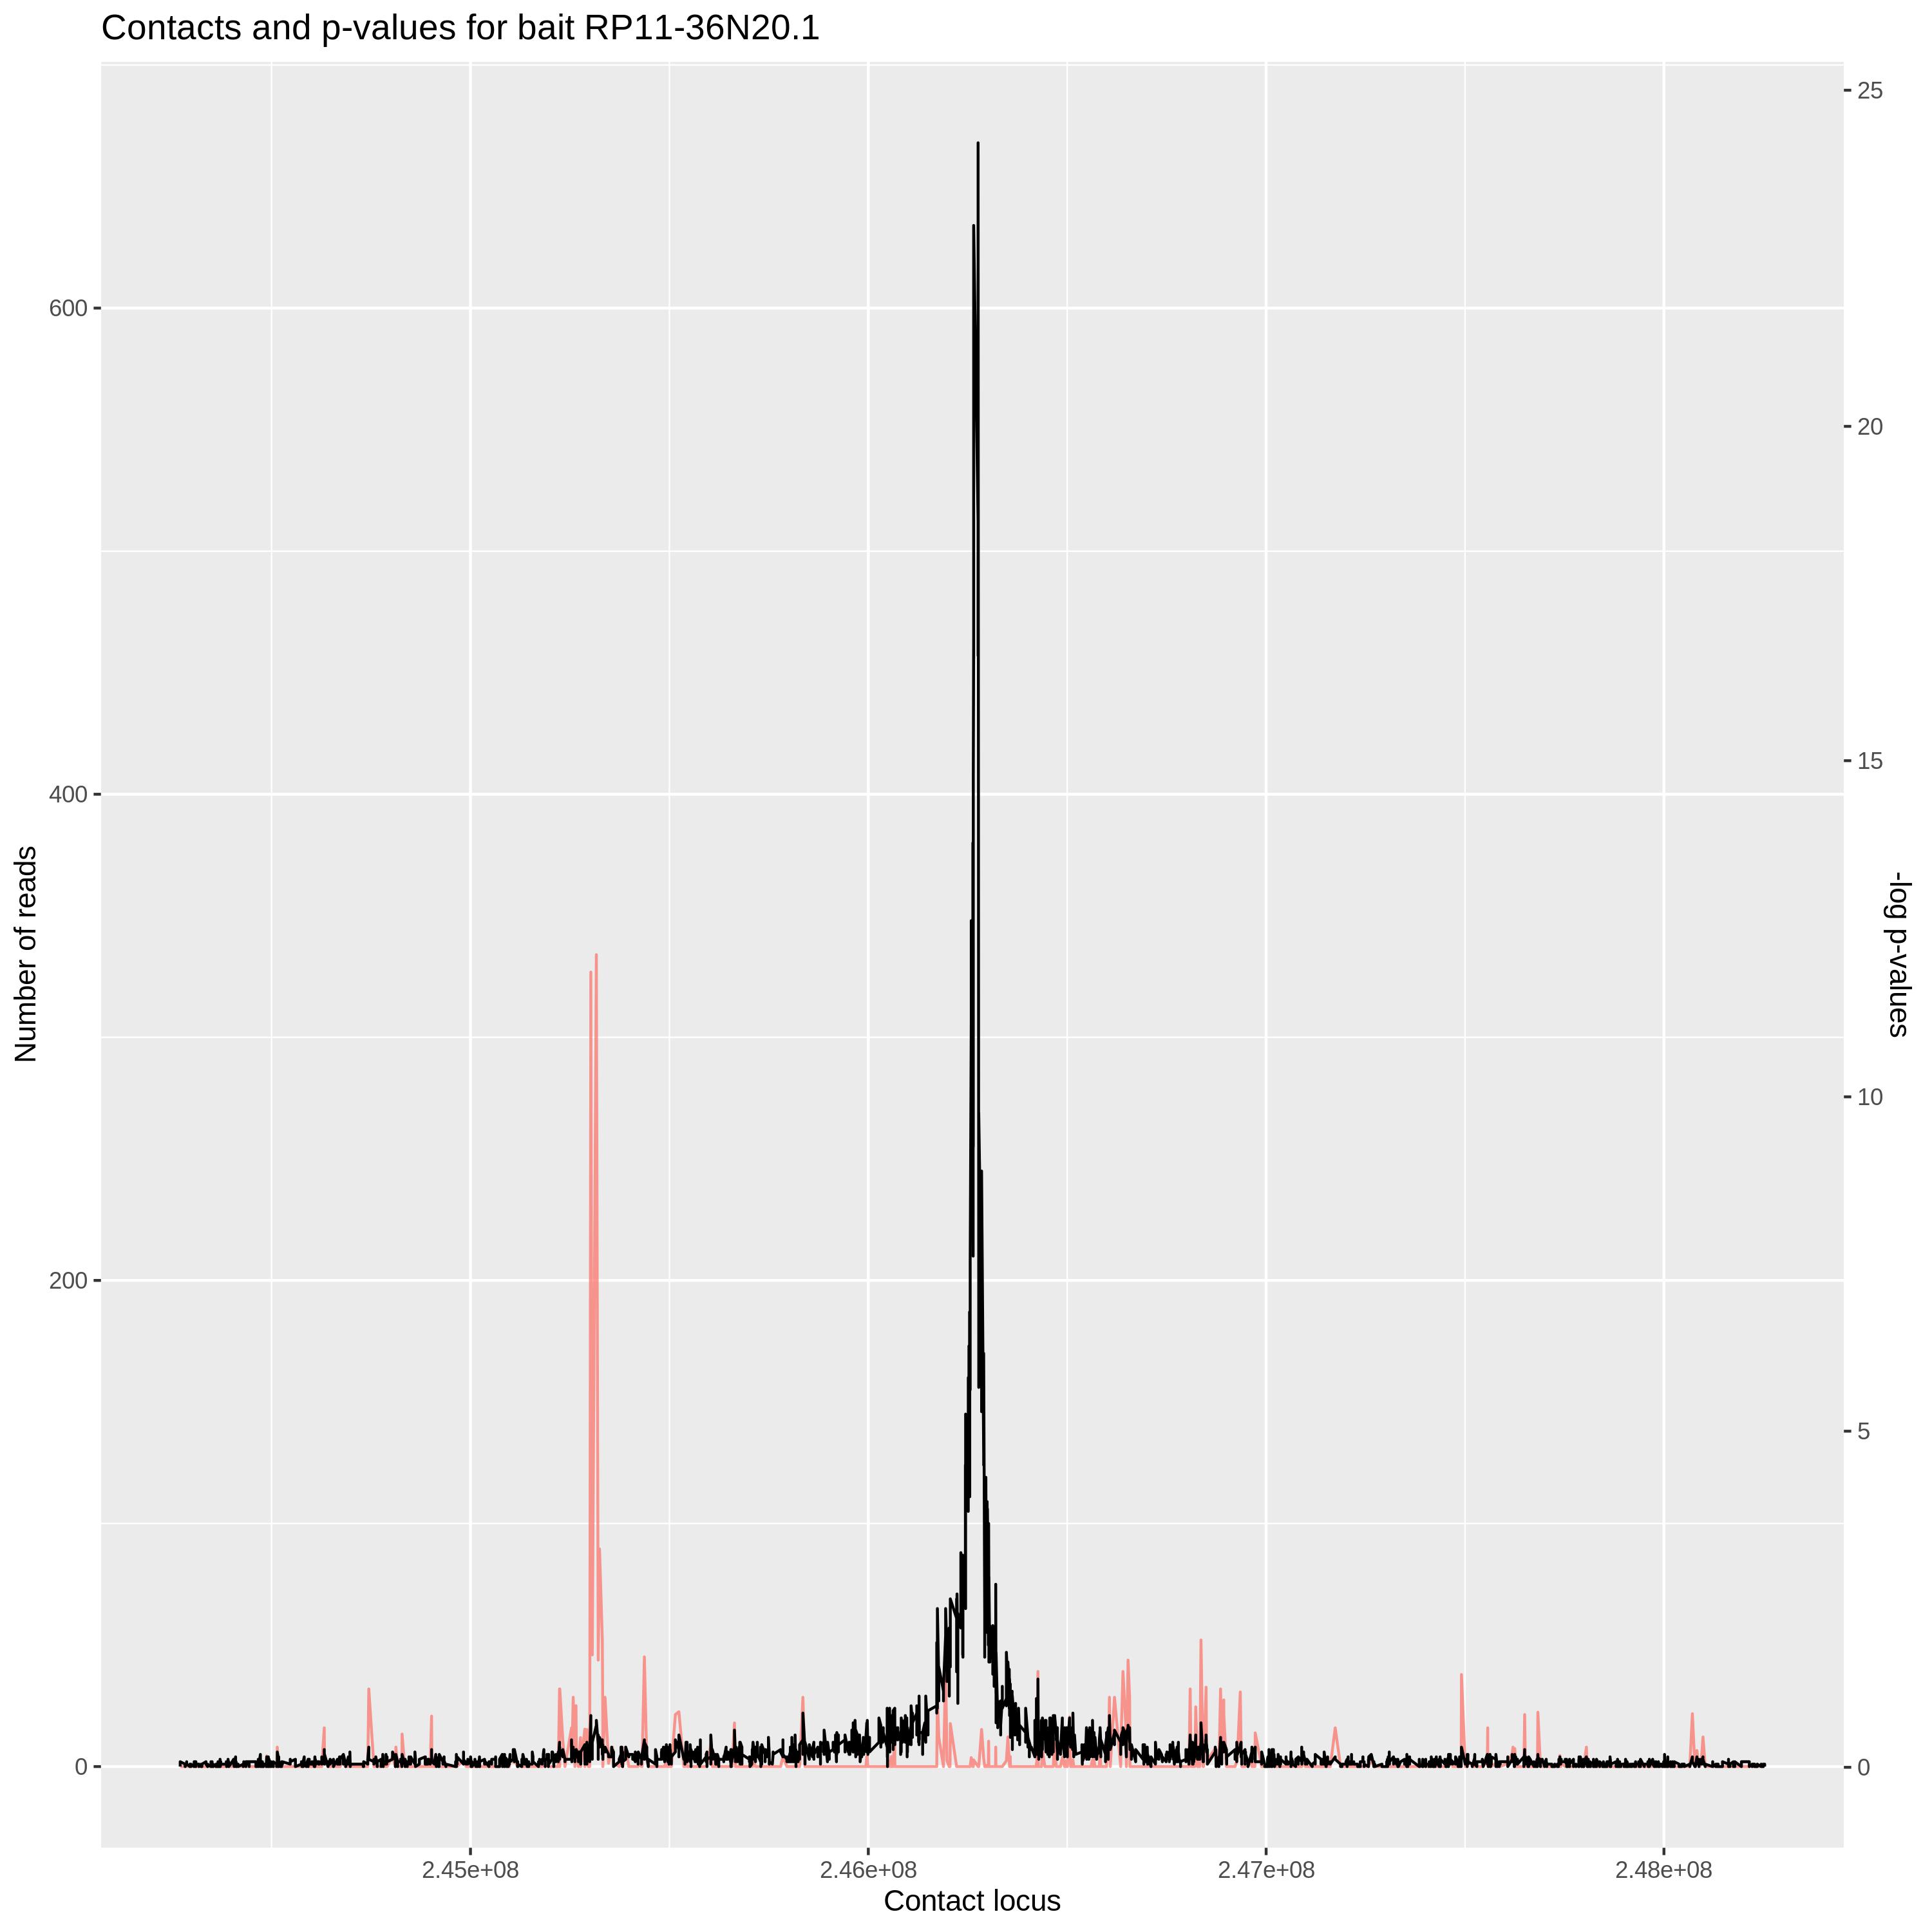 Contacts and p-values for bait RP11-36N20.1
600
400
200
0
Number of reads
25
20
15
10
5
0
-log p-values
2.45e+08
2.46e+08
2.47e+08
2.48e+08
Contact locus